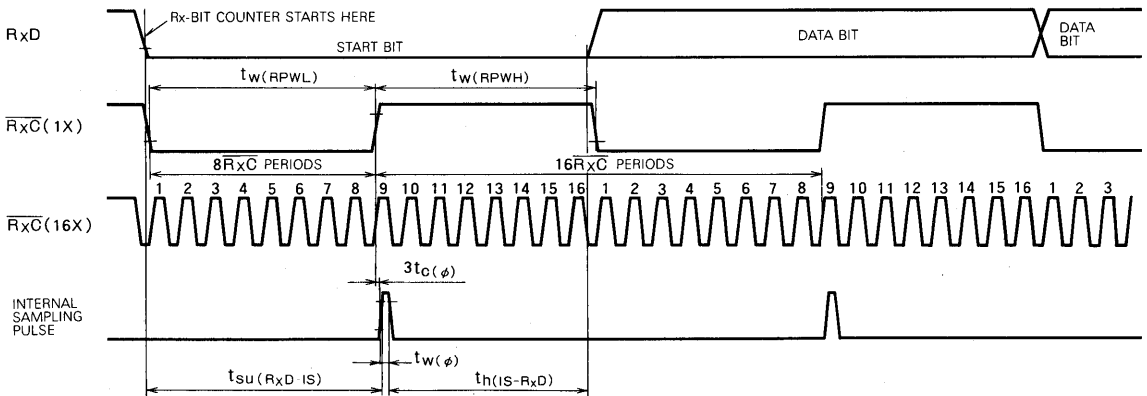 Rx-BIT COUNTER STARTS HERE
RxD
START BIT
DATA BIT
DATA
BIT
tw(RPWL)
tw(RPWH)
RxC(1X)
8RxC PERIODS
16RxC PERIODS
1 2 3 4 5 6 7 8 9 10 11 12 13 14 15 16 1 2 3 4 5 6 7 8 9 10 11 12 13 14 15 16 1 2 3
RxC(16X)
3tc(φ)
INTERNAL
SAMPLING
PULSE
tw(φ)
tsu(RxD-IS)
th(IS-RxD)